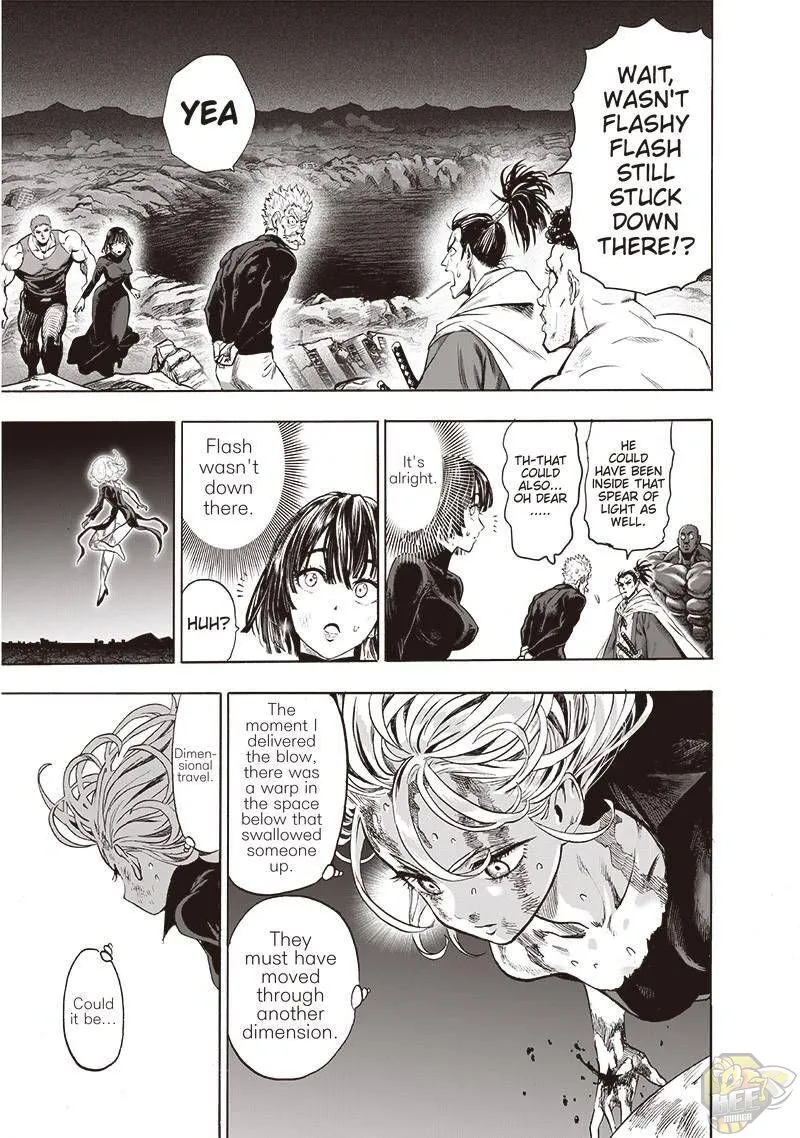 WAIT,
WASN'T
FLASHY
FLASH
STILL
STUCK
DOWN
THERE!?
YEA
HE
COULD
HAVE BEEN
INSIDE THAT
SPEAR OF
LIGHT AS
WELL.
TH-THAT
COULD
ALSO...
OH DEAR
.....
It's
alright.
Flash
wasn't
down
there.
HUH?
The
moment I
delivered
the blow,
there was
a warp in
the space
below that
swallowed
someone
up.
They
must have
moved
through
another
dimension.
Dimen-
sional
travel.
Could
it be...
BEE
MANGA